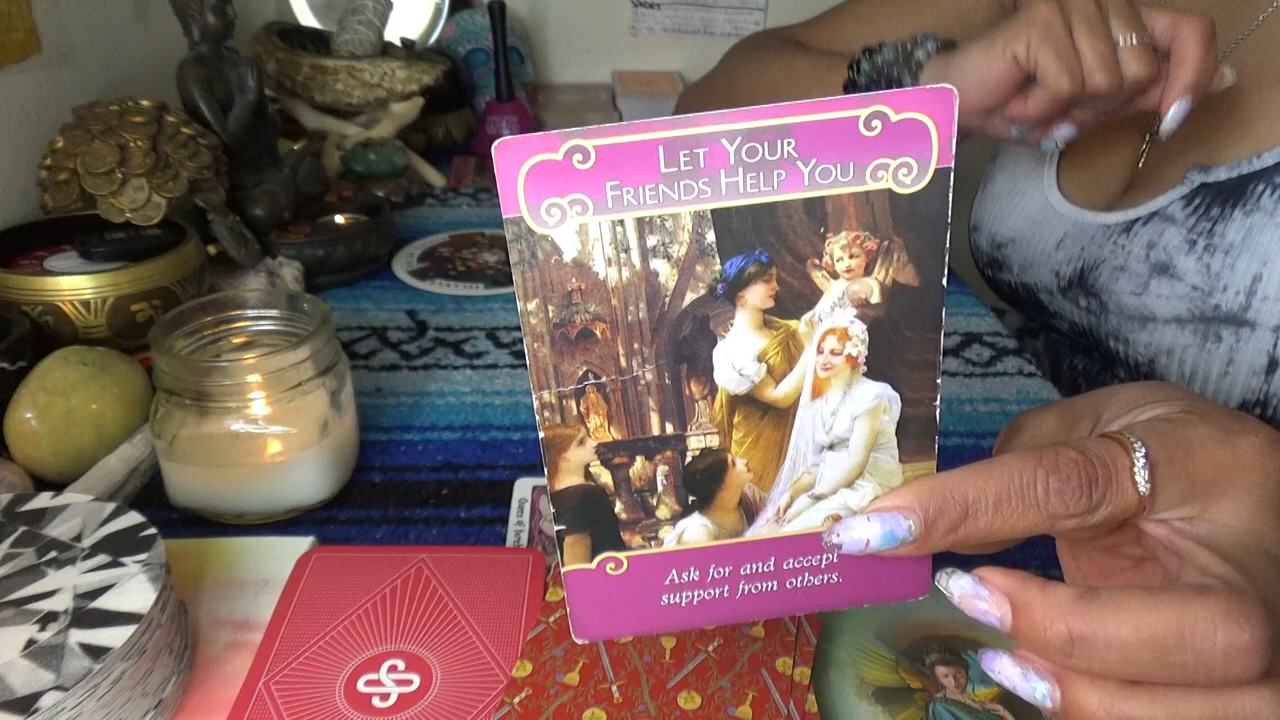 LET YOUR
FRIENDS HELP YOU
Ask for and accept
support from others.